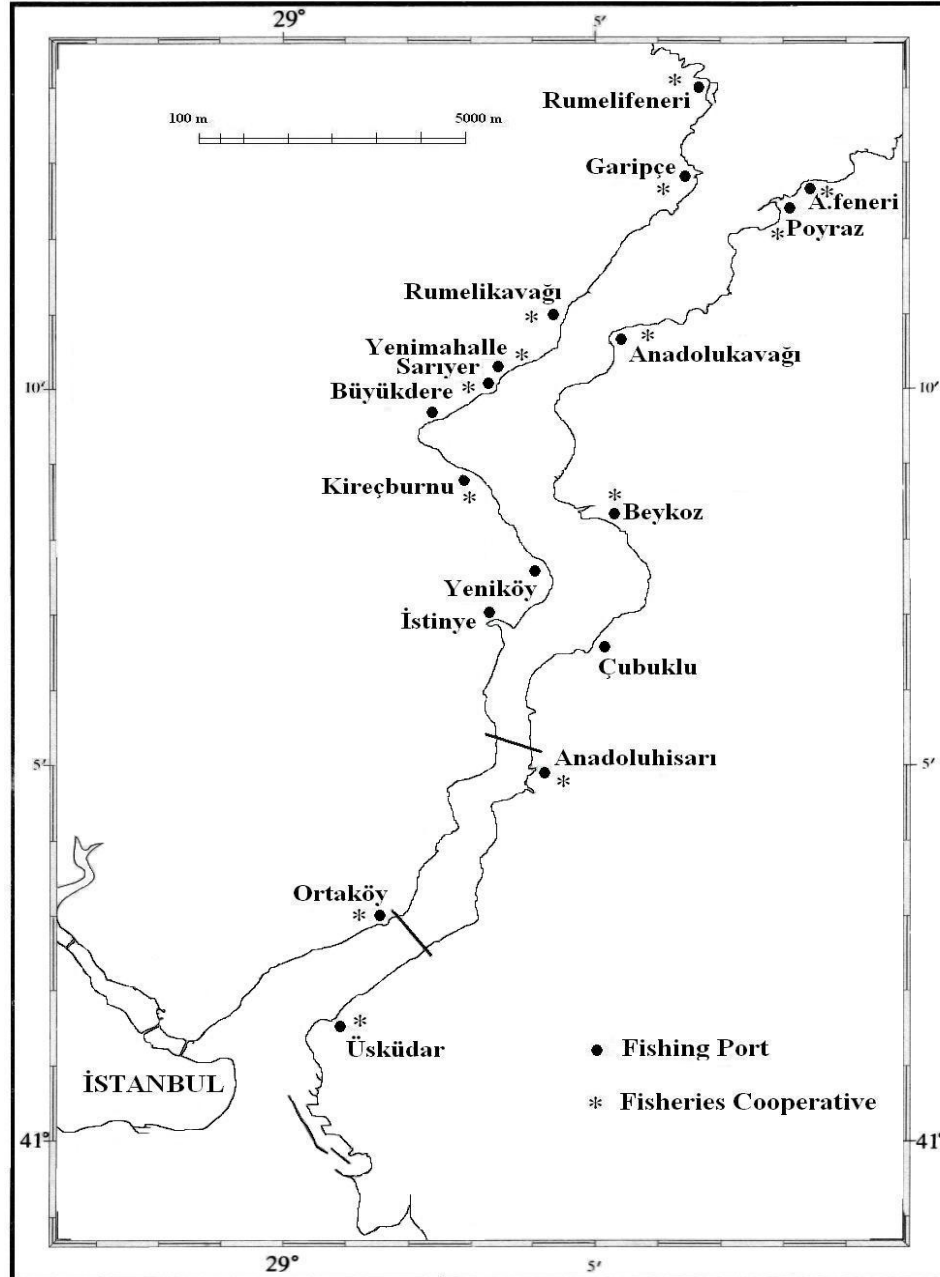 29°
5′
Rumelifeneri
*
100 m
5000 m
Garipçe
*
A.feneri
*
Poyraz
*
Rumelikavağı
*
Yenimahalle
*
Anadolukavağı
*
Sarıyer
*
Büyükdere
10′
10′
Kireçburnu
*
Beykoz
*
Yeniköy
İstinye
Çubuklu
Anadoluhisarı
*
5′
5′
Ortaköy
*
Üsküdar
*
Fishing Port
İSTANBUL
* Fisheries Cooperative
41°
41°
29°
5′